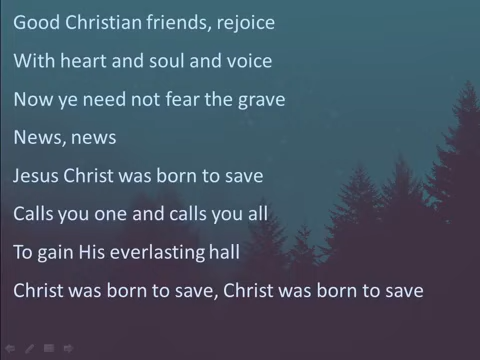 Good Christian friends, rejoice
With heart and soul and voice
Now ye need not fear the grave
News, news
Jesus Christ was born to save
Calls you one and calls you all
To gain His everlasting hall
Christ was born to save, Christ was born to save